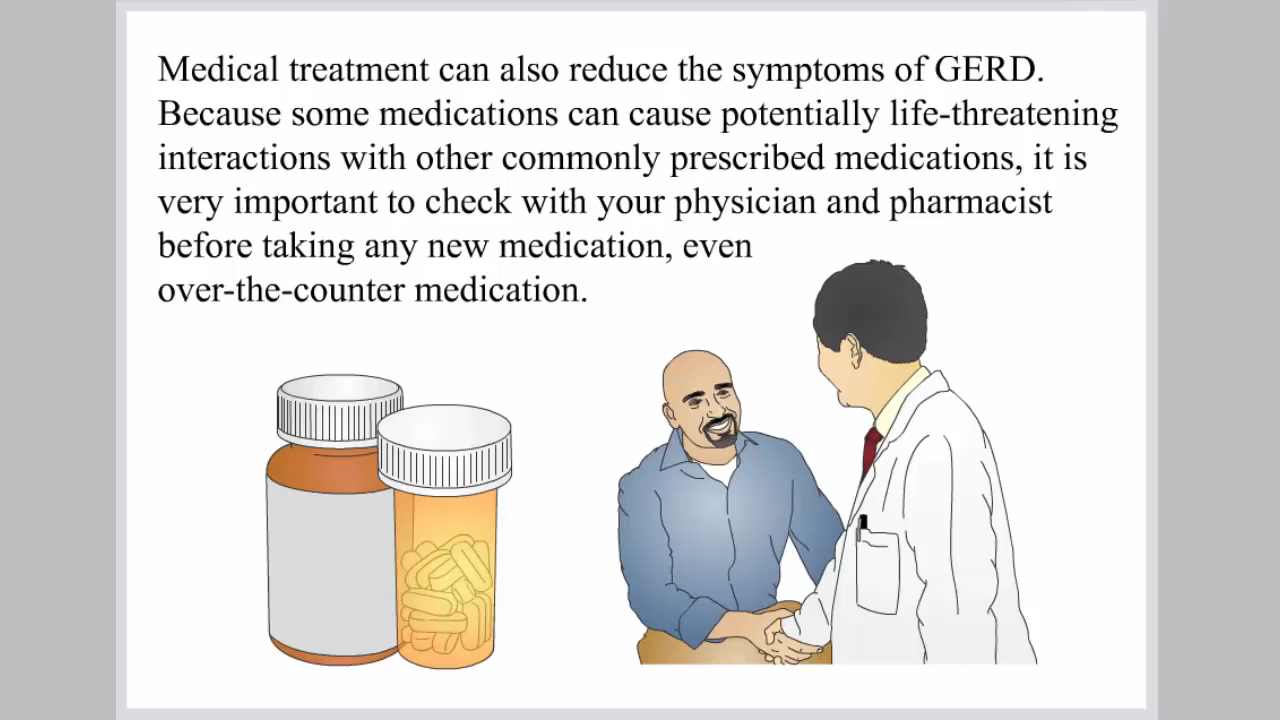 Medical treatment can also reduce the symptoms of GERD.
Because some medications can cause potentially life-threatening
interactions with other commonly prescribed medications, it is
very important to check with your physician and pharmacist
before taking any new medication, even
over-the-counter medication.